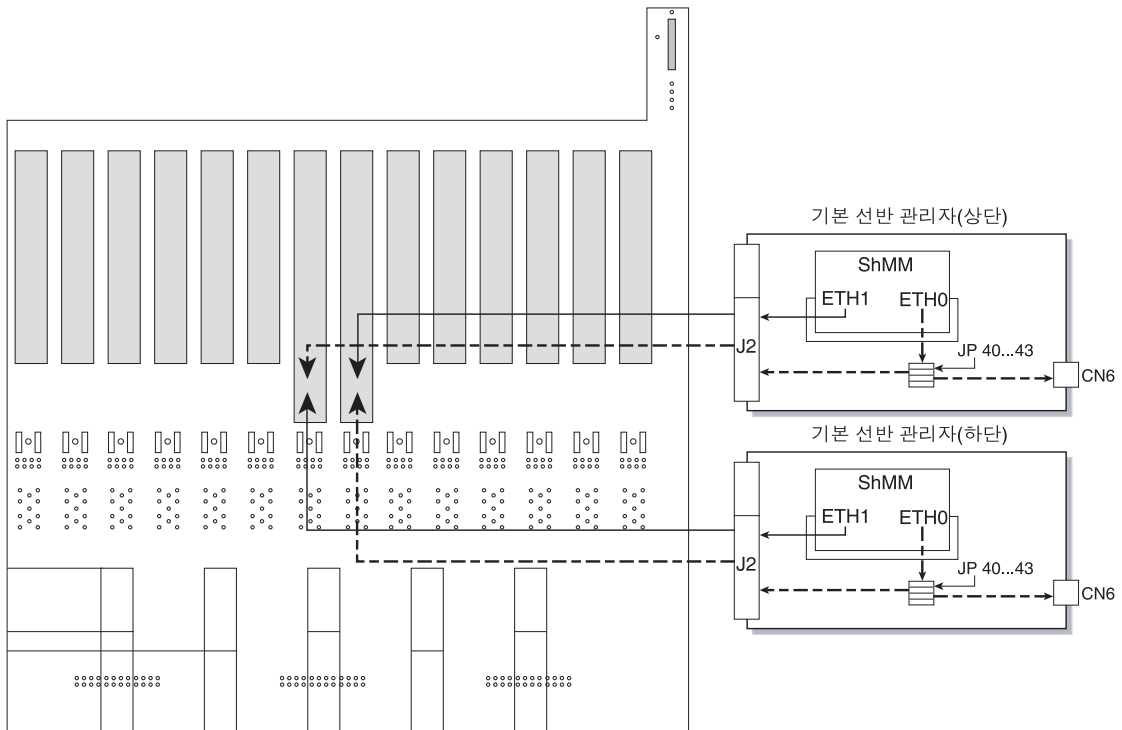 기본 선반 관리자(상단)
ShMM
ETH1 ETH0
J2
JP 40...43
CN6
기본 선반 관리자(하단)
ShMM
ETH1 ETH0
J2
JP 40...43
CN6